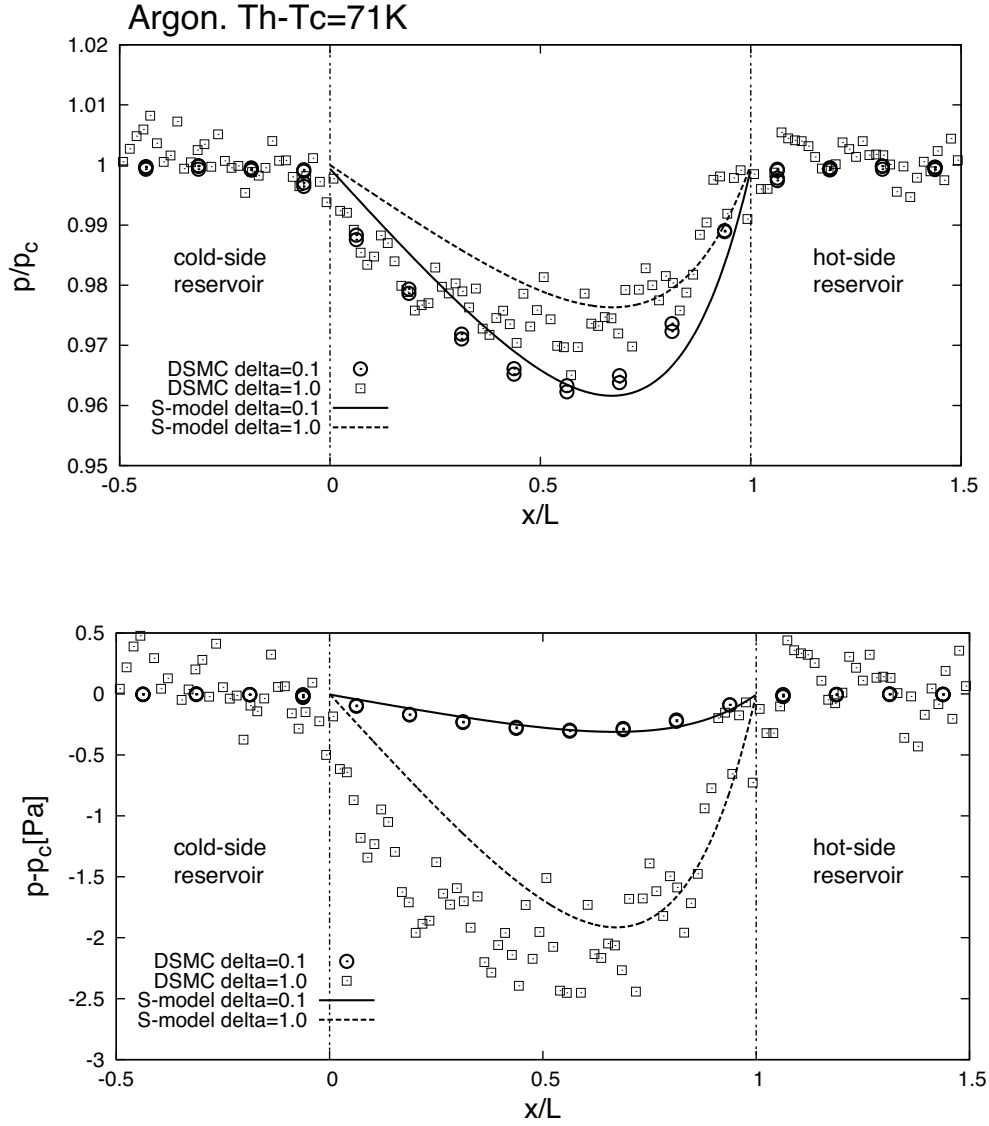 Argon. Th-Tc=71K
1.02
1.01
1
0.99
0.98
0.97
0.96
0.95
p/pc
cold-side
reservoir
hot-side
reservoir
DSMC delta=0.1
DSMC delta=1.0
S-model delta=0.1
S-model delta=1.0
-0.5 0 0.5 1 1.5
x/L
0.5
0
-0.5
-1
-1.5
-2
-2.5
-3
p-pc[Pa]
cold-side
reservoir
hot-side
reservoir
DSMC delta=0.1
DSMC delta=1.0
S-model delta=0.1
S-model delta=1.0
-0.5 0 0.5 1 1.5
x/L